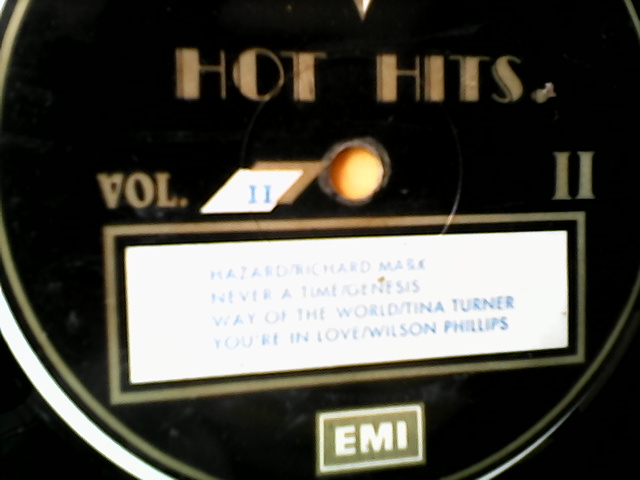 HOT HITS.
VOL. II II
HAZARD/RICHARD MARX
NEVER A TIME/GENESIS
WAY OF THE WORLD/TINA TURNER
YOU'RE IN LOVE/WILSON PHILLIPS
EMI